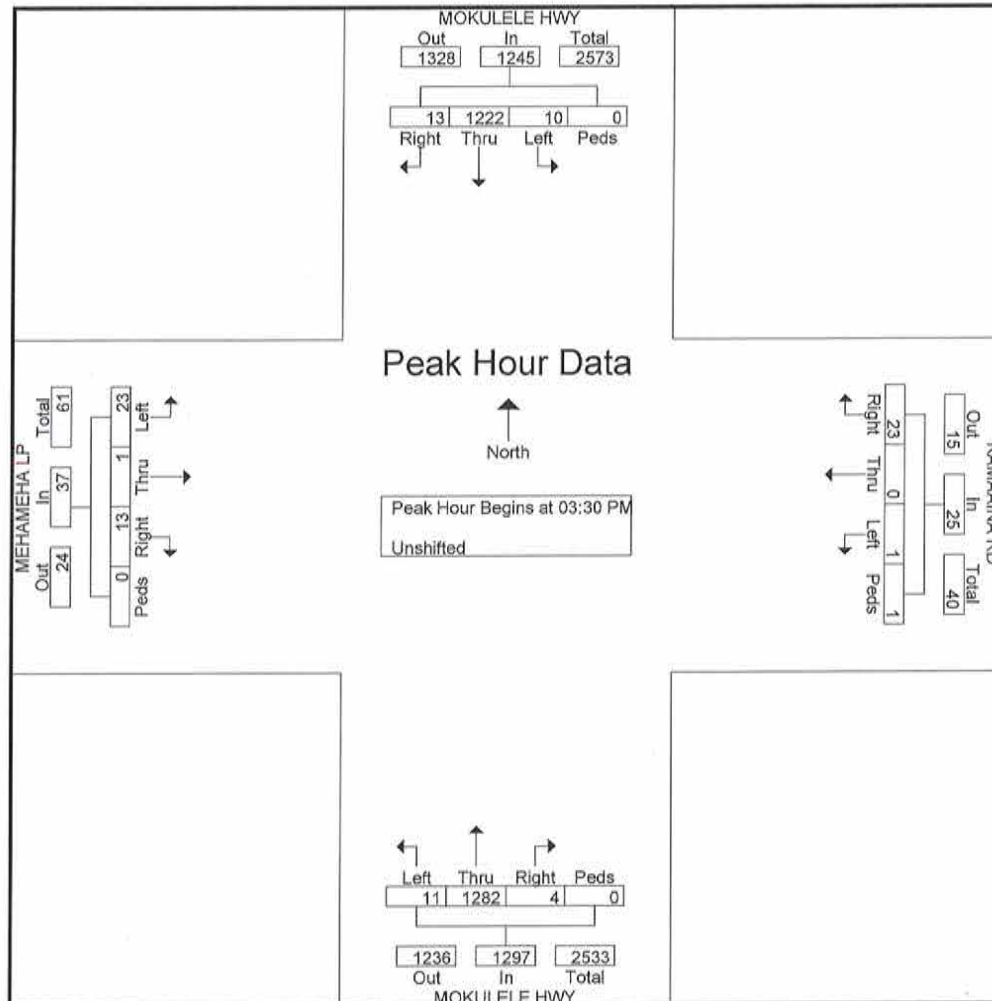 MOKULELE HWY
Out In Total
1328 1245 2573
13 1222 10 0
Right Thru Left Peds
Peak Hour Data
North
Peak Hour Begins at 03:30 PM
Unshifted
MEHAMEHA LP
Total In Out
61 37 24
23 1 13 0
Left Thru Right Peds
Right Thru Left Peds
23 0 1 1
Out In Total
15 25 40
KAMAAINA RD
Left Thru Right Peds
11 1282 4 0
1236 1297 2533
Out In Total
MOKULELE HWY